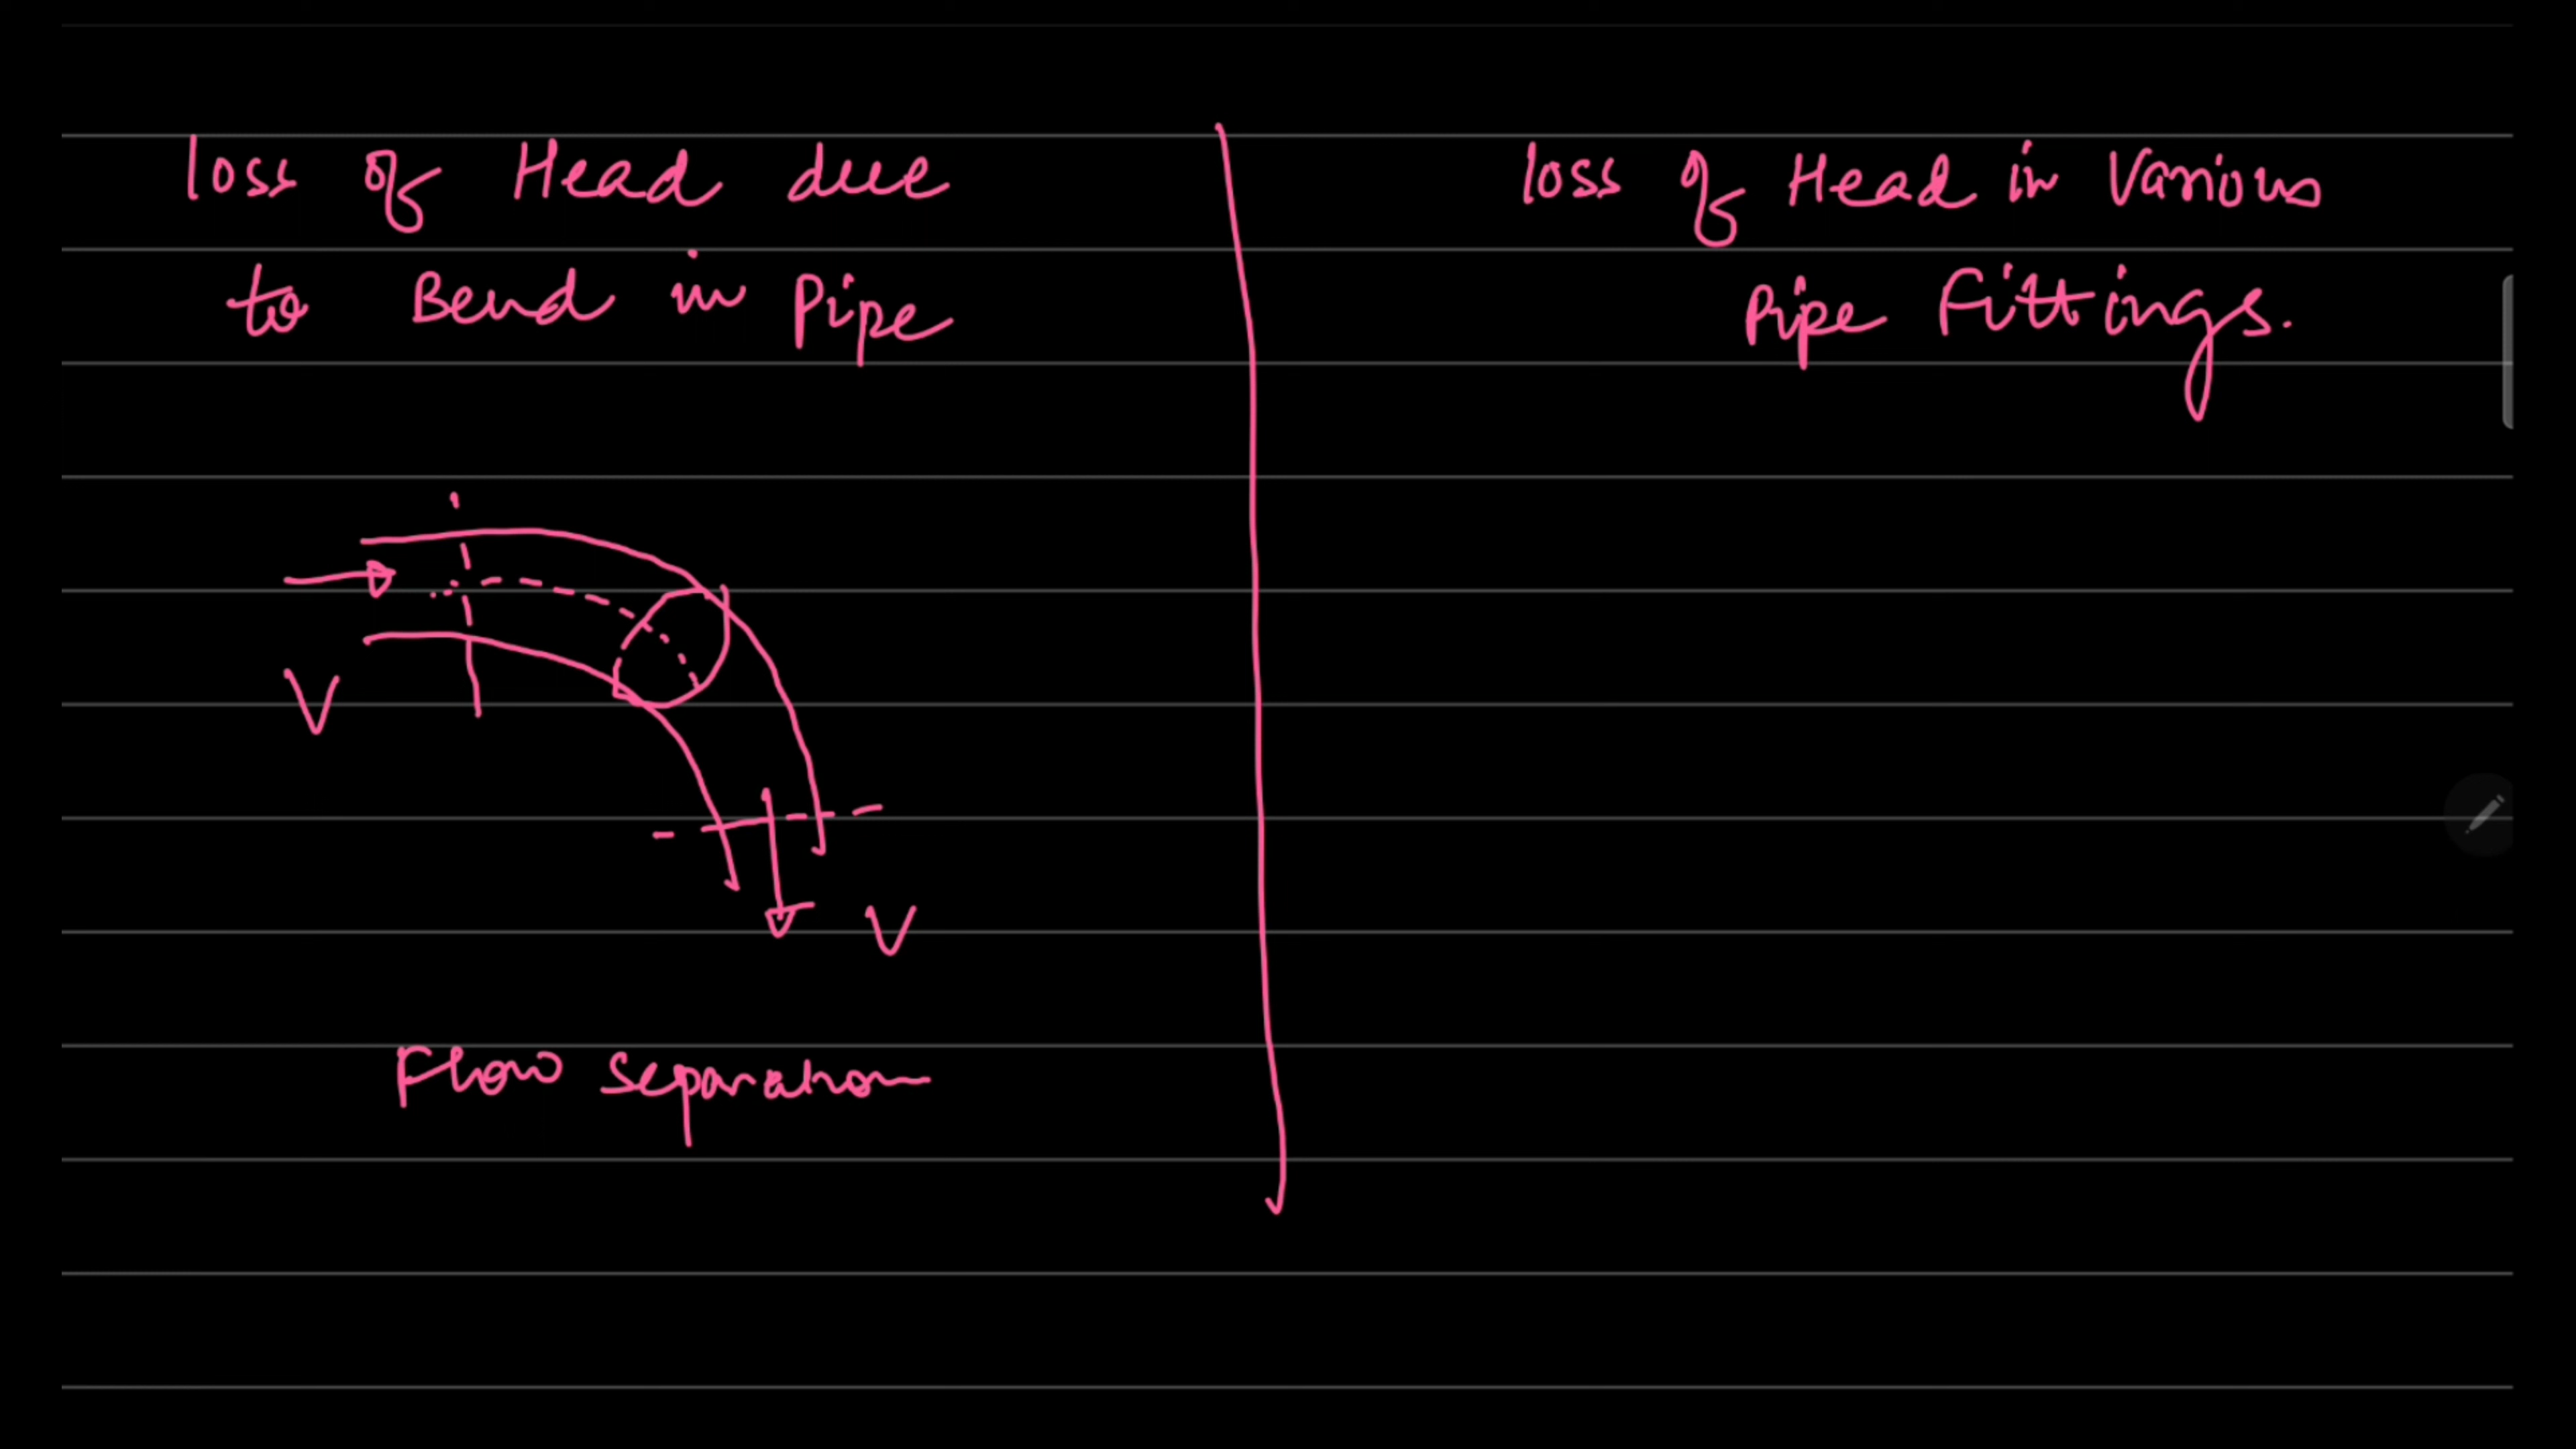 loss of Head due
to Bend in Pipe
V
V
Flow separation
loss of Head in Various
Pipe Fittings.